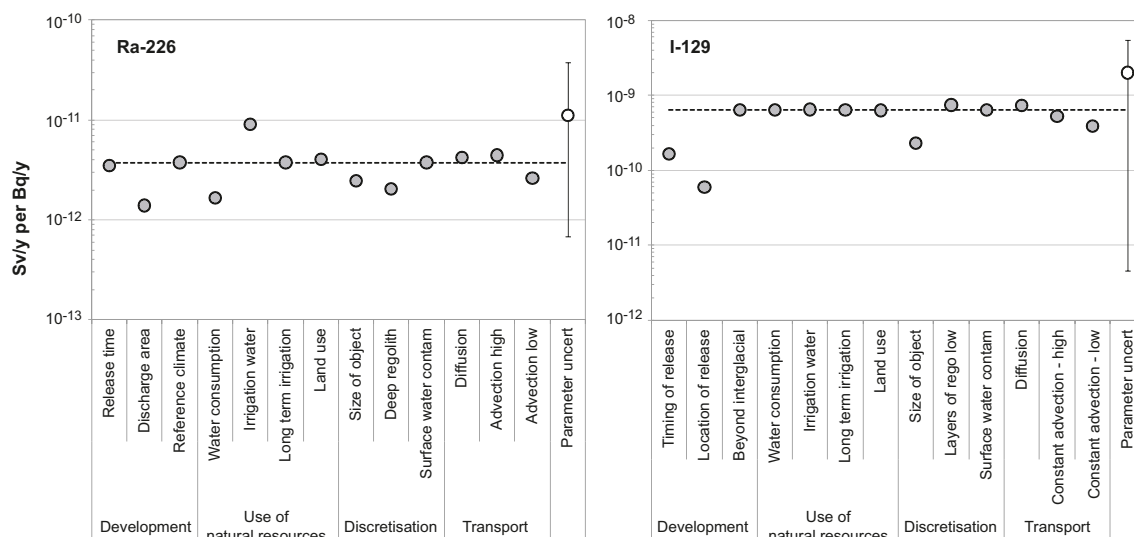 Sv/y per Bq/y
Ra-226
10-10
10-11
10-12
10-13
Release time
Discharge area
Reference climate
Water consumption
Irrigation water
Long term irrigation
Land use
Size of object
Deep regolith
Surface water contam
Diffusion
Advection high
Advection low
Parameter uncert
Development
Use of
natural resources
Discretisation
Transport
I-129
10-8
10-9
10-10
10-11
10-12
Timing of release
Location of release
Beyond interglacial
Water consumption
Irrigation water
Long term irrigation
Land use
Size of object
Layers of rego low
Surface water contam
Diffusion
Constant advection - high
Constant advection - low
Parameter uncert
Development
Use of
natural resources
Discretisation
Transport